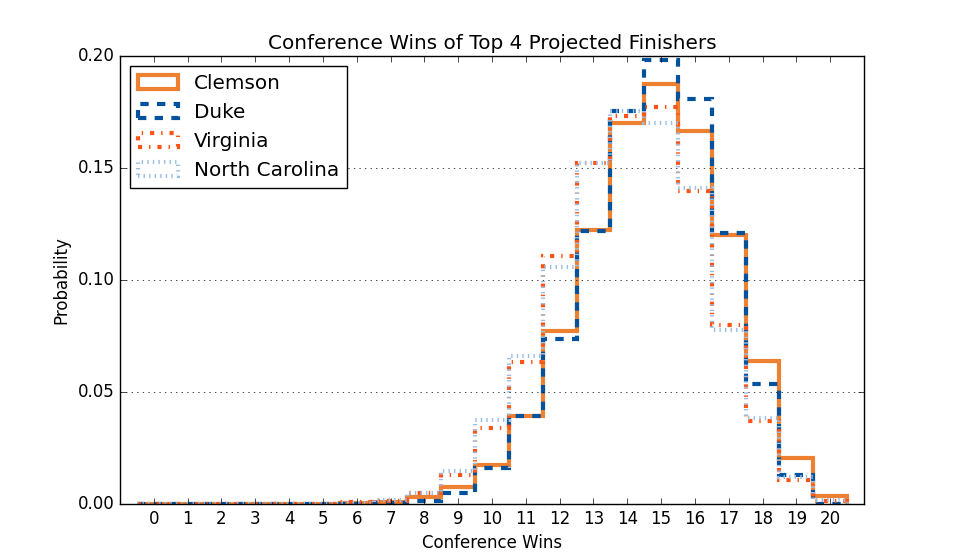 Conference Wins of Top 4 Projected Finishers
0.20
0.15
0.10
0.05
0.00
Probability
Clemson
Duke
Virginia
North Carolina
0 1 2 3 4 5 6 7 8 9 10 11 12 13 14 15 16 17 18 19 20
Conference Wins